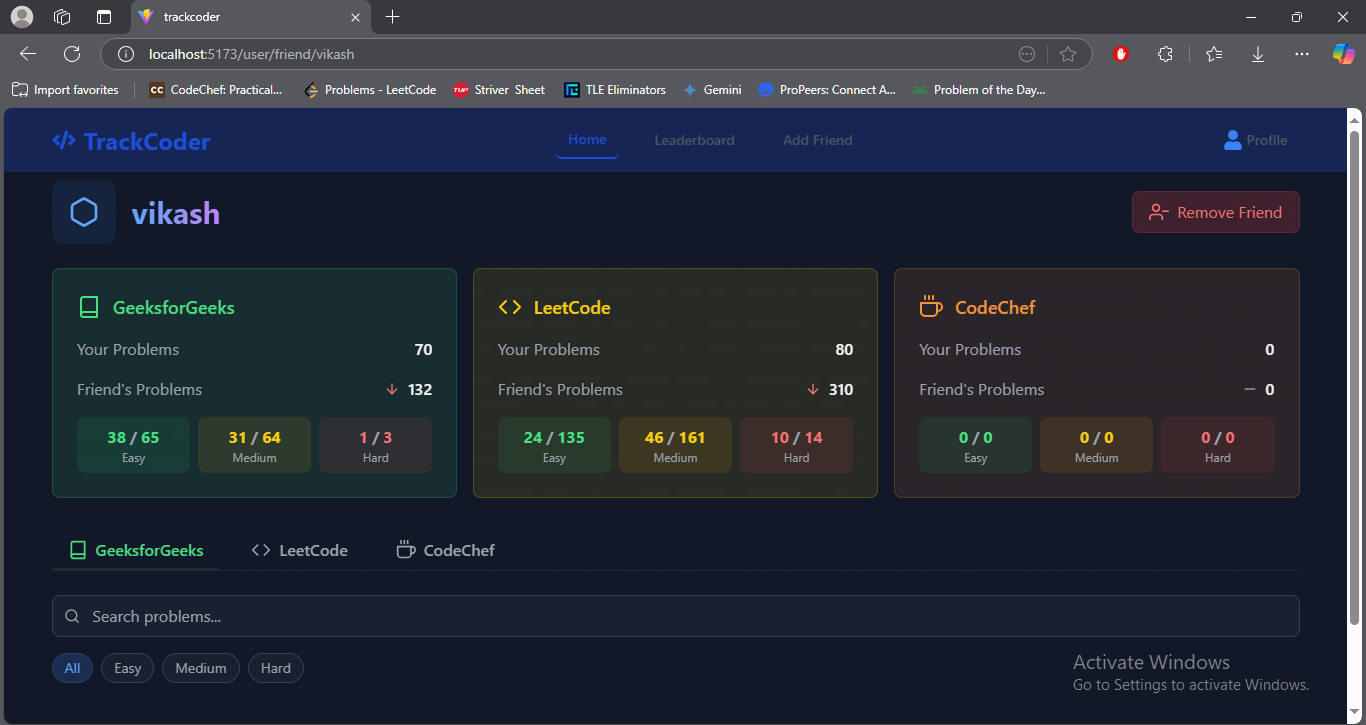 trackcoder
localhost:5173/user/friend/vikash
Import favorites CodeChef: Practical... Problems - LeetCode TUF Striver Sheet TLE Eliminators Gemini ProPeers: Connect A... Problem of the Day...
</> TrackCoder Home Leaderboard Add Friend Profile
vikash Remove Friend
GeeksforGeeks
Your Problems 70
Friend's Problems ↓ 132
38 / 65 31 / 64 1 / 3
Easy Medium Hard
<> LeetCode
Your Problems 80
Friend's Problems ↓ 310
24 / 135 46 / 161 10 / 14
Easy Medium Hard
CodeChef
Your Problems 0
Friend's Problems – 0
0 / 0 0 / 0 0 / 0
Easy Medium Hard
GeeksforGeeks <> LeetCode CodeChef
Search problems...
All Easy Medium Hard
Activate Windows
Go to Settings to activate Windows.